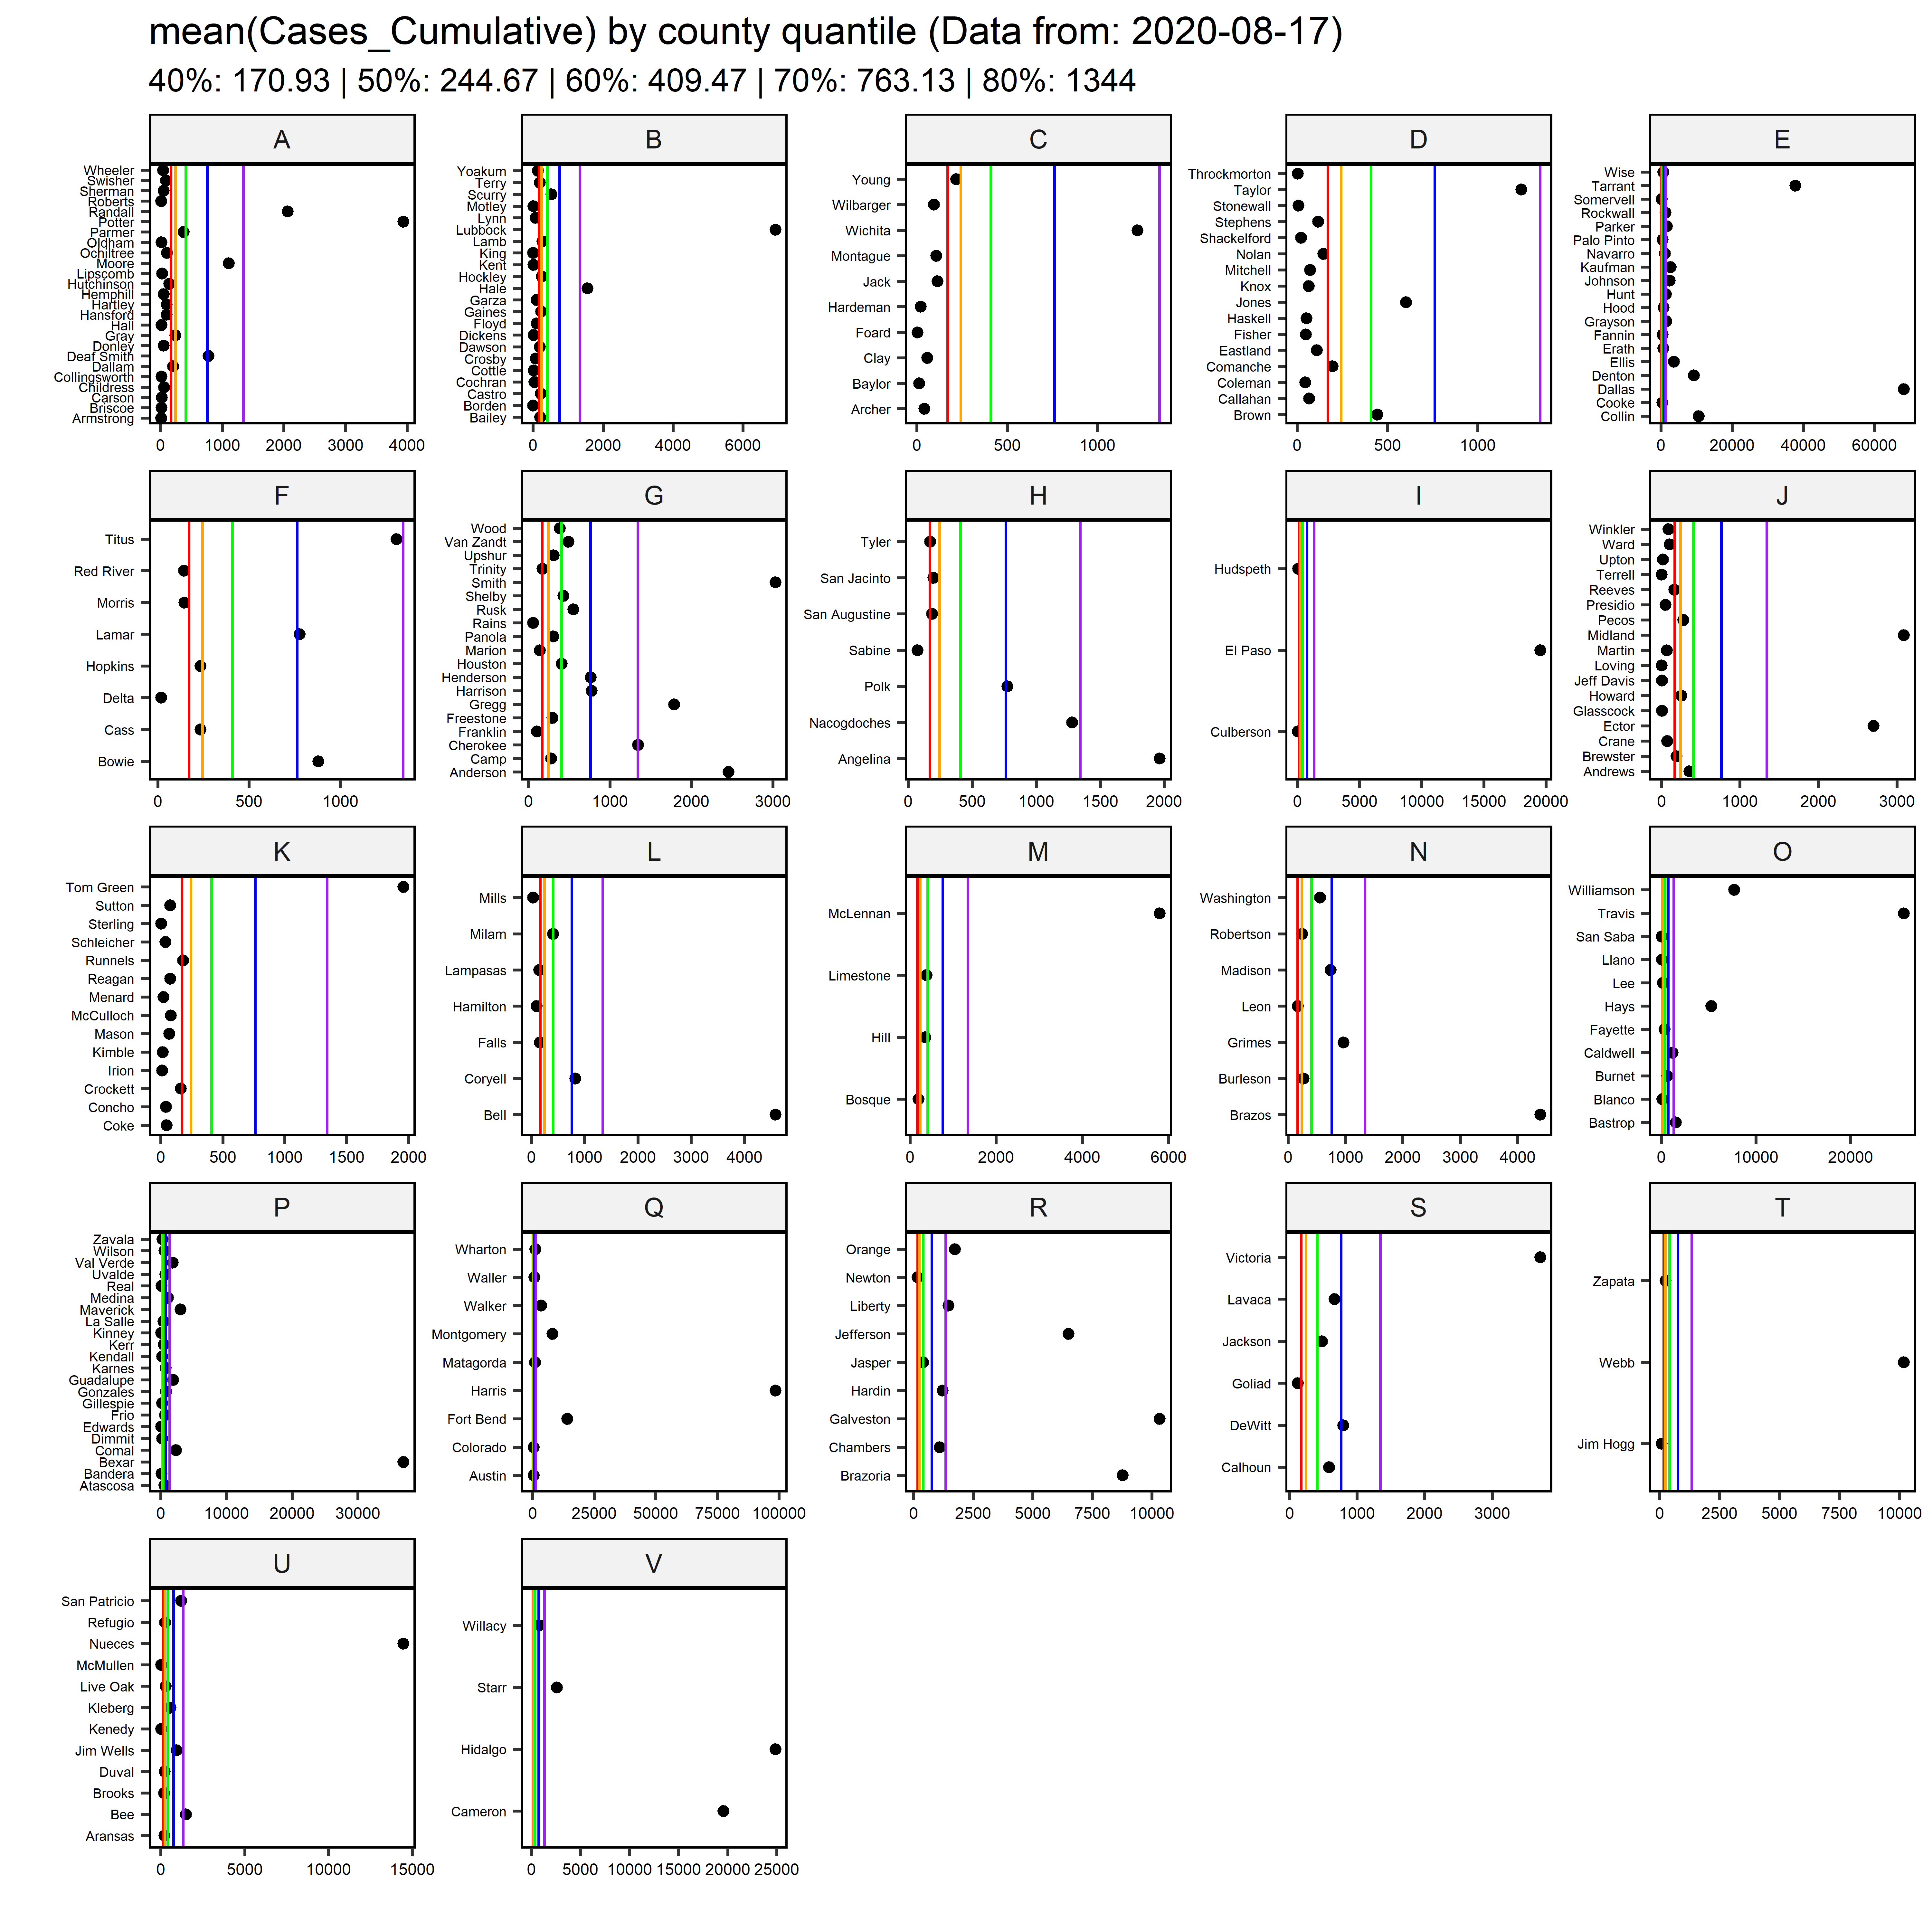 mean(Cases_Cumulative) by county quantile (Data from: 2020-08-17)
40%: 170.93 | 50%: 244.67 | 60%: 409.47 | 70%: 763.13 | 80%: 1344
A
Wheeler
Swisher
Sherman
Roberts
Randall
Potter
Parmer
Oldham
Ochiltree
Moore
Lipscomb
Hutchinson
Hemphill
Hartley
Hansford
Hall
Gray
Donley
Deaf Smith
Dallam
Collingsworth
Childress
Carson
Briscoe
Armstrong
0 1000 2000 3000 4000
B
Yoakum
Terry
Scurry
Motley
Lynn
Lubbock
Lamb
King
Kent
Hockley
Hale
Garza
Gaines
Floyd
Dickens
Dawson
Crosby
Cottle
Cochran
Castro
Borden
Bailey
0 2000 4000 6000
C
Young
Wilbarger
Wichita
Montague
Jack
Hardeman
Foard
Clay
Baylor
Archer
0 500 1000
D
Throckmorton
Taylor
Stonewall
Stephens
Shackelford
Nolan
Mitchell
Knox
Jones
Haskell
Fisher
Eastland
Comanche
Coleman
Callahan
Brown
0 500 1000
E
Wise
Tarrant
Somervell
Rockwall
Parker
Palo Pinto
Navarro
Kaufman
Johnson
Hunt
Hood
Grayson
Fannin
Erath
Ellis
Denton
Dallas
Cooke
Collin
0 20000 40000 60000
F
Titus
Red River
Morris
Lamar
Hopkins
Delta
Cass
Bowie
0 500 1000
G
Wood
Van Zandt
Upshur
Trinity
Smith
Shelby
Rusk
Rains
Panola
Marion
Houston
Henderson
Harrison
Gregg
Freestone
Franklin
Cherokee
Camp
Anderson
0 1000 2000 3000
H
Tyler
San Jacinto
San Augustine
Sabine
Polk
Nacogdoches
Angelina
0 500 1000 1500 2000
I
Hudspeth
El Paso
Culberson
0 5000 10000 15000 20000
J
Winkler
Ward
Upton
Terrell
Reeves
Presidio
Pecos
Midland
Martin
Loving
Jeff Davis
Howard
Glasscock
Ector
Crane
Brewster
Andrews
0 1000 2000 3000
K
Tom Green
Sutton
Sterling
Schleicher
Runnels
Reagan
Menard
McCulloch
Mason
Kimble
Irion
Crockett
Concho
Coke
0 500 1000 1500 2000
L
Mills
Milam
Lampasas
Hamilton
Falls
Coryell
Bell
0 1000 2000 3000 4000
M
McLennan
Limestone
Hill
Bosque
0 2000 4000 6000
N
Washington
Robertson
Madison
Leon
Grimes
Burleson
Brazos
0 1000 2000 3000 4000
O
Williamson
Travis
San Saba
Llano
Lee
Hays
Fayette
Caldwell
Burnet
Blanco
Bastrop
0 10000 20000
P
Zavala
Wilson
Val Verde
Uvalde
Real
Medina
Maverick
La Salle
Kinney
Kerr
Kendall
Karnes
Guadalupe
Gonzales
Gillespie
Frio
Edwards
Dimmit
Comal
Bexar
Bandera
Atascosa
0 10000 20000 30000
Q
Wharton
Waller
Walker
Montgomery
Matagorda
Harris
Fort Bend
Colorado
Austin
0 25000 50000 75000 100000
R
Orange
Newton
Liberty
Jefferson
Jasper
Hardin
Galveston
Chambers
Brazoria
0 2500 5000 7500 10000
S
Victoria
Lavaca
Jackson
Goliad
DeWitt
Calhoun
0 1000 2000 3000
T
Zapata
Webb
Jim Hogg
0 2500 5000 7500 10000
U
San Patricio
Refugio
Nueces
McMullen
Live Oak
Kleberg
Kenedy
Jim Wells
Duval
Brooks
Bee
Aransas
0 5000 10000 15000
V
Willacy
Starr
Hidalgo
Cameron
0 5000 10000 15000 20000 25000